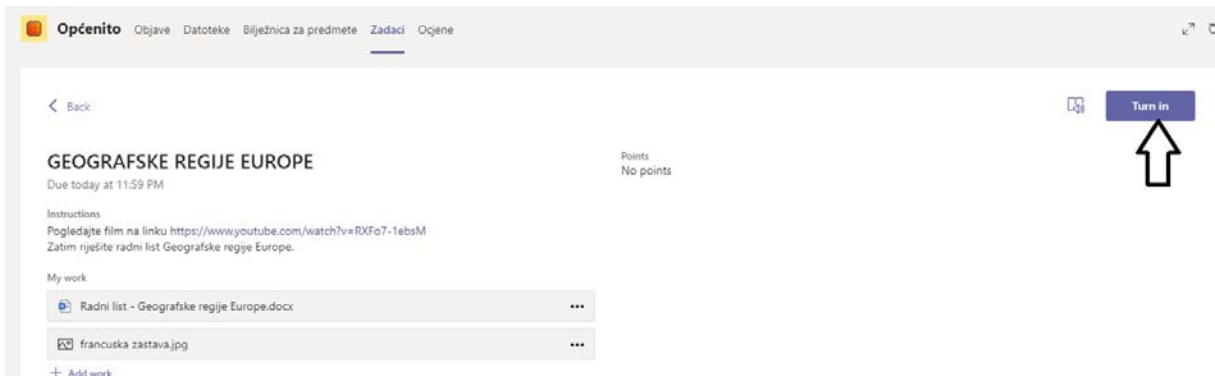 Općenito Objave Datoteke Bilježnica za predmete Zadaci Ocjene
Back
Turn in
GEOGRAFSKE REGIJE EUROPE
Due today at 11:59 PM
Points
No points
Instructions
Pogledajte film na linku https://www.youtube.com/watch?v=RXFo7-1ebsM
Zatim riješite radni list Geografske regije Europe.
My work
Radni list - Geografske regije Europe.docx
francuska zastava.jpg
+ Add work